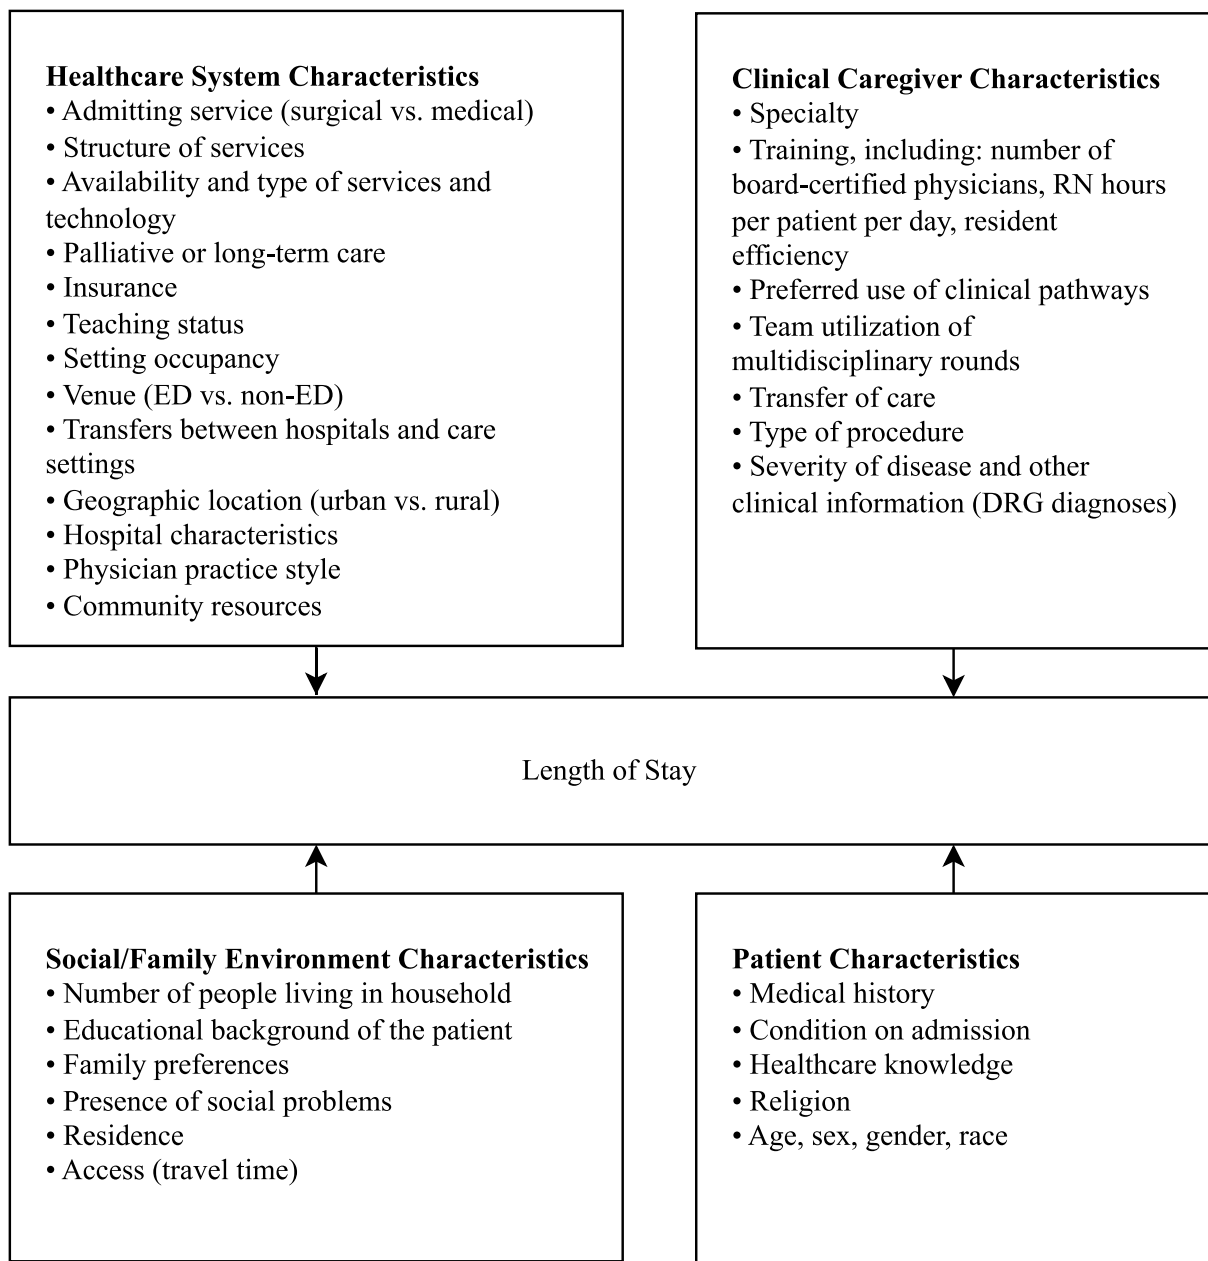 Healthcare System Characteristics
• Admitting service (surgical vs. medical)
• Structure of services
• Availability and type of services and
technology
• Palliative or long-term care
• Insurance
• Teaching status
• Setting occupancy
• Venue (ED vs. non-ED)
• Transfers between hospitals and care
settings
• Geographic location (urban vs. rural)
• Hospital characteristics
• Physician practice style
• Community resources
Clinical Caregiver Characteristics
• Specialty
• Training, including: number of
board-certified physicians, RN hours
per patient per day, resident
efficiency
• Preferred use of clinical pathways
• Team utilization of
multidisciplinary rounds
• Transfer of care
• Type of procedure
• Severity of disease and other
clinical information (DRG diagnoses)
Length of Stay
Social/Family Environment Characteristics
• Number of people living in household
• Educational background of the patient
• Family preferences
• Presence of social problems
• Residence
• Access (travel time)
Patient Characteristics
• Medical history
• Condition on admission
• Healthcare knowledge
• Religion
• Age, sex, gender, race